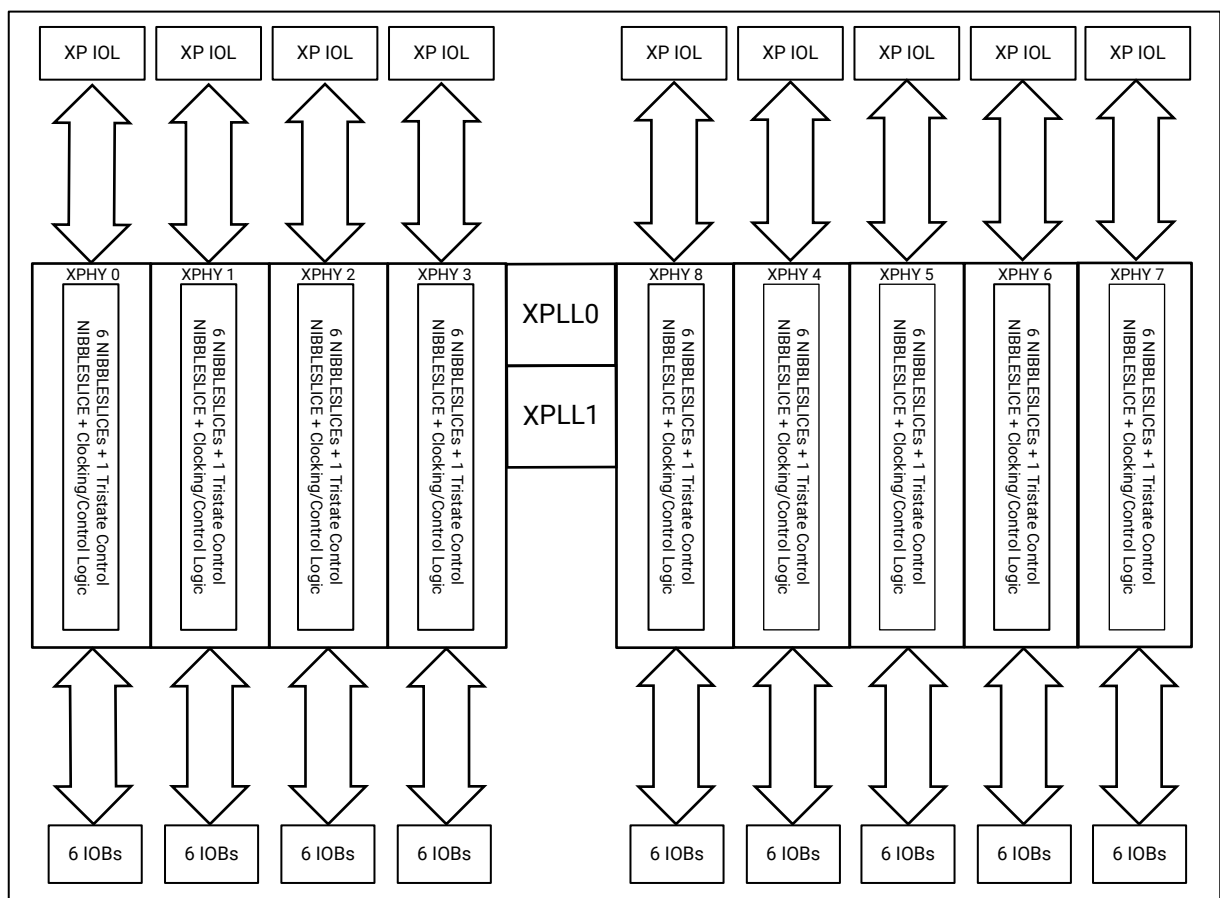 XP IOL
XP IOL
XP IOL
XP IOL
XP IOL
XP IOL
XP IOL
XP IOL
XP IOL
XPHY 0
XPHY 1
XPHY 2
XPHY 3
XPHY 8
XPHY 4
XPHY 5
XPHY 6
XPHY 7
6 NIBBLESLICEs + 1 Tristate Control
NIBBLESLICE + Clocking/Control Logic
6 NIBBLESLICEs + 1 Tristate Control
NIBBLESLICE + Clocking/Control Logic
6 NIBBLESLICEs + 1 Tristate Control
NIBBLESLICE + Clocking/Control Logic
6 NIBBLESLICEs + 1 Tristate Control
NIBBLESLICE + Clocking/Control Logic
XPLL0
XPLL1
6 NIBBLESLICEs + 1 Tristate Control
NIBBLESLICE + Clocking/Control Logic
6 NIBBLESLICEs + 1 Tristate Control
NIBBLESLICE + Clocking/Control Logic
6 NIBBLESLICEs + 1 Tristate Control
NIBBLESLICE + Clocking/Control Logic
6 NIBBLESLICEs + 1 Tristate Control
NIBBLESLICE + Clocking/Control Logic
6 NIBBLESLICEs + 1 Tristate Control
NIBBLESLICE + Clocking/Control Logic
6 IOBs
6 IOBs
6 IOBs
6 IOBs
6 IOBs
6 IOBs
6 IOBs
6 IOBs
6 IOBs